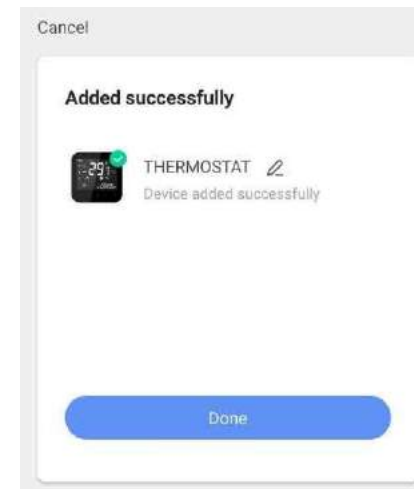 Cancel
Added successfully
THERMOSTAT
Device added successfully
Done